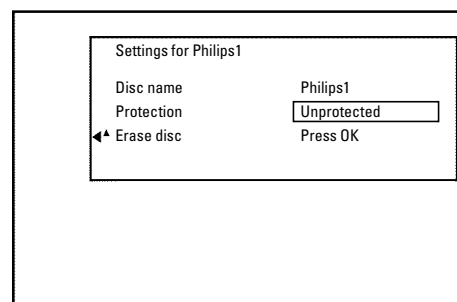 Settings for Philips1
Disc name Philips1
Protection Unprotected
Erase disc Press OK